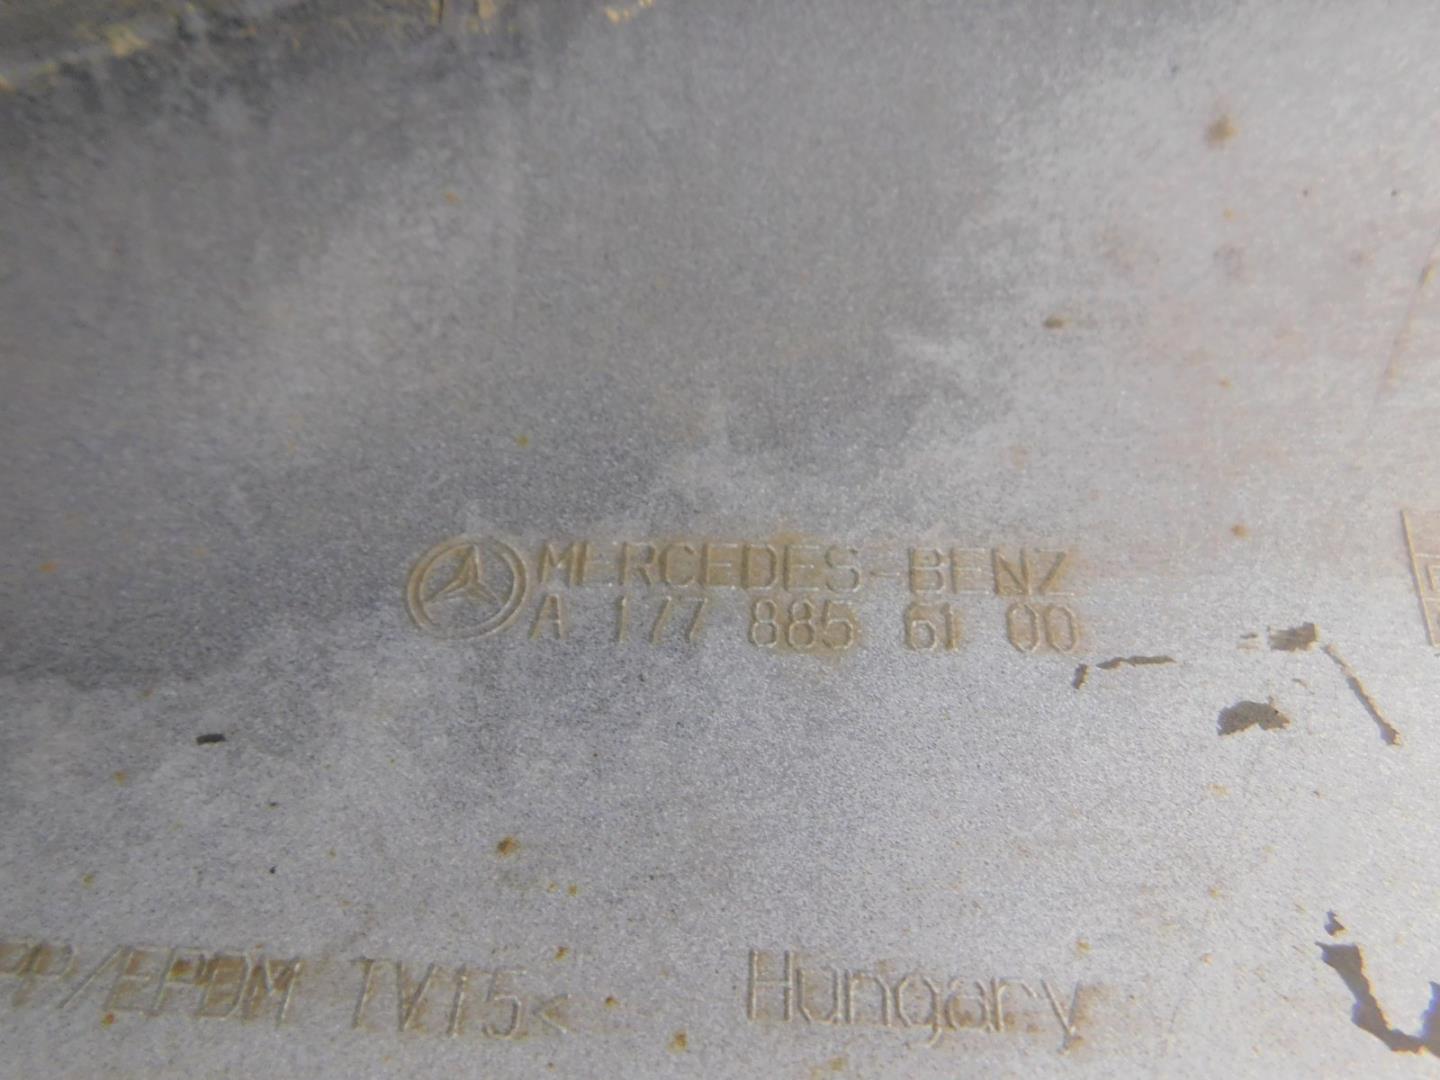 MERCEDES-BENZ
A 177 885 61 00
PP/EPDM TV15<
Hungary